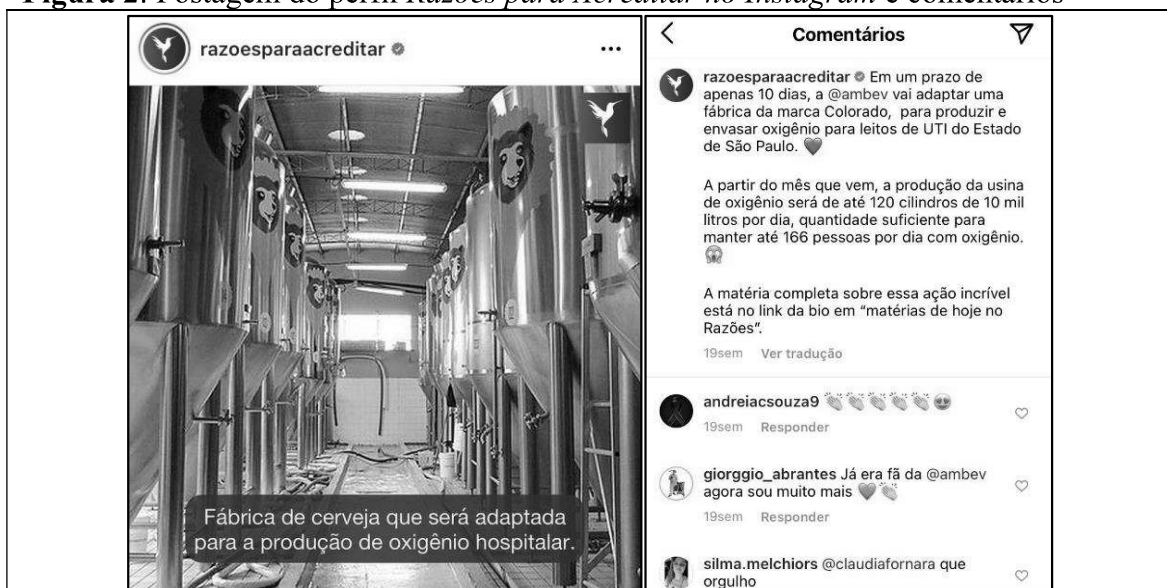 Figura 2: Postagem do perfil Razões para Acreditar no Instagram e comentários
razoesparaacreditar
Fábrica de cerveja que será adaptada
para a produção de oxigênio hospitalar.
Comentários
razoesparaacreditar Em um prazo de
apenas 10 dias, a @ambev vai adaptar uma
fábrica da marca Colorado, para produzir e
envasar oxigênio para leitos de UTI do Estado
de São Paulo. 🖤
A partir do mês que vem, a produção da usina
de oxigênio será de até 120 cilindros de 10 mil
litros por dia, quantidade suficiente para
manter até 166 pessoas por dia com oxigênio.
😱
A matéria completa sobre essa ação incrível
está no link da bio em “matérias de hoje no
Razões”.
19sem Ver tradução
andreiacsouza9 👏👏👏👏👏😍
19sem Responder
giorggio_abrantes Já era fã da @ambev
agora sou muito mais 🖤👏
19sem Responder
silma.melchiors @claudiafornara que
orgulho